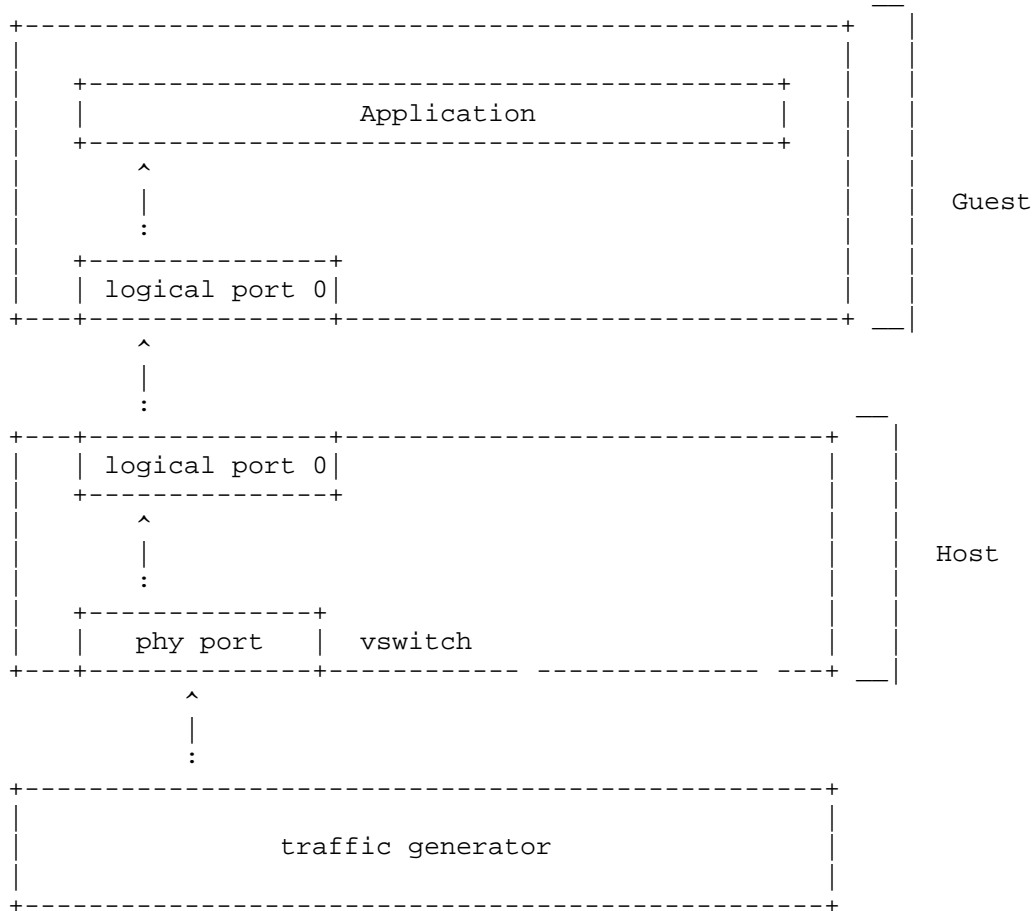 Application
Guest
logical port 0
logical port 0
Host
phy port vswitch
traffic generator